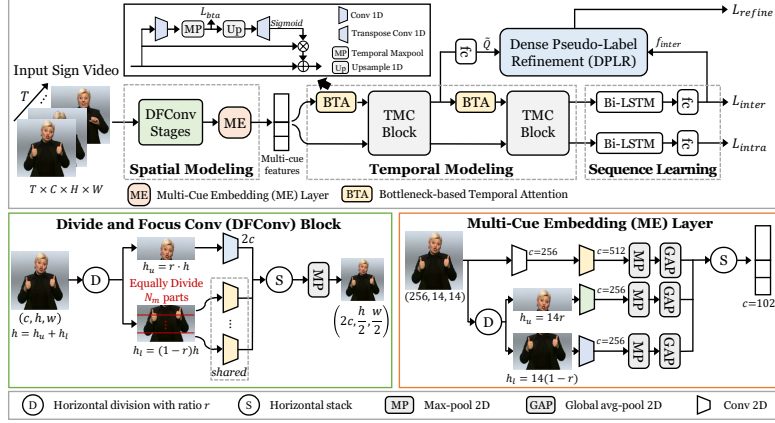 L_bta
MP
Up
Sigmoid
Conv 1D
Transpose Conv 1D
MP Temporal Maxpool
Up Upsample 1D
fc
Q̃
Dense Pseudo-Label
Refinement (DPLR)
L_refine
f_inter
Input Sign Video
T
T × C × H × W
DFConv
Stages
ME
Multi-cue
features
BTA
TMC
Block
BTA
TMC
Block
Bi-LSTM
fc
L_inter
Bi-LSTM
fc
L_intra
Spatial Modeling
Temporal Modeling
Sequence Learning
ME Multi-Cue Embedding (ME) Layer
BTA Bottleneck-based Temporal Attention
Divide and Focus Conv (DFConv) Block
(c, h, w)
h = h_u + h_l
D
h_u = r · h
Equally Divide
N_m parts
h_l = (1 − r)h
2c
⋮
shared
S
MP
(2c, h/2, w/2)
Multi-Cue Embedding (ME) Layer
(256, 14, 14)
D
c=256
c=512
MP
GAP
h_u = 14r
c=256
MP
GAP
h_l = 14(1 − r)
c=256
MP
GAP
S
c=102
D Horizontal division with ratio r
S Horizontal stack
MP Max-pool 2D
GAP Global avg-pool 2D
Conv 2D